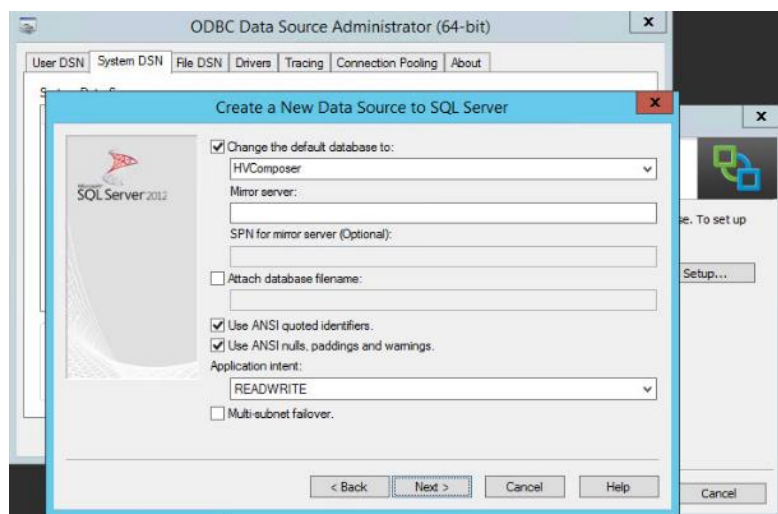 ODBC Data Source Administrator (64-bit)
x
User DSN System DSN File DSN Drivers Tracing Connection Pooling About
Create a New Data Source to SQL Server
x
x
SQL Server 2012
Change the default database to:
HVComposer
Mirror server:
SPN for mirror server (Optional):
se. To set up
Attach database filename:
Setup...
Use ANSI quoted identifiers.
Use ANSI nulls, paddings and warnings.
Application intent:
READWRITE
Multi-subnet failover.
< Back Next > Cancel Help
Cancel